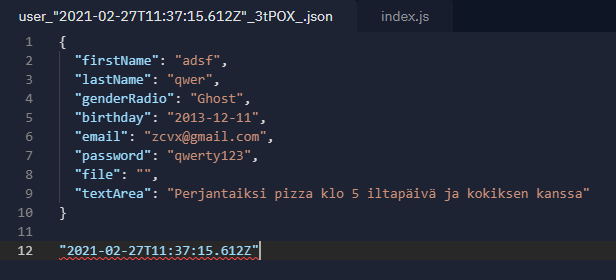 user_"2021-02-27T11:37:15.612Z"_3tPOX_.json index.js
1 {
2 "firstName": "adsf",
3 "lastName": "qwer",
4 "genderRadio": "Ghost",
5 "birthday": "2013-12-11",
6 "email": "zcvx@gmail.com",
7 "password": "qwerty123",
8 "file": "",
9 "textArea": "Perjantaiksi pizza klo 5 iltapäivä ja kokiksen kanssa"
10 }
11
12 "2021-02-27T11:37:15.612Z"